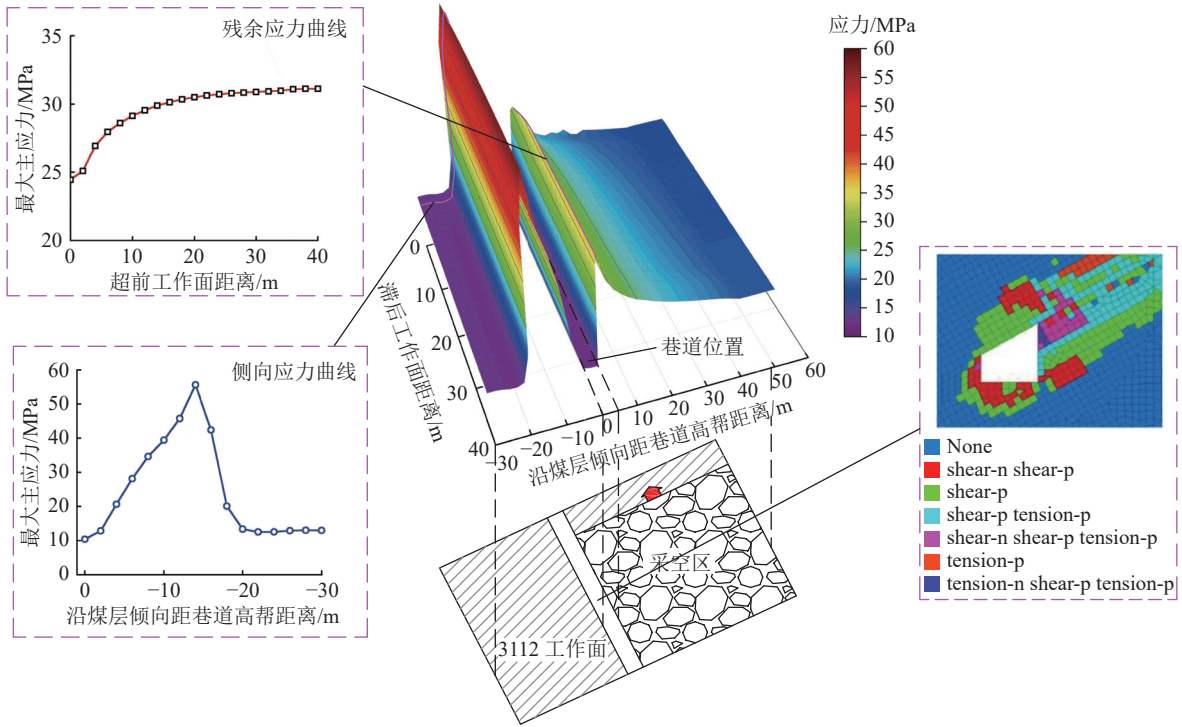 残余应力曲线
最大主应力/MPa
35
30
25
20
0
10
20
30
40
超前工作面距离/m
侧向应力曲线
最大主应力/MPa
60
50
40
30
20
10
0
0
−10
−20
−30
沿煤层倾向距巷道高帮距离/m
应力/MPa
60
55
50
45
40
35
30
25
20
15
10
0
10
20
30
40
滞后工作面距离/m
−30
−20
−10
0
10
20
30
40
50
60
沿煤层倾向距巷道高帮距离/m
巷道位置
采空区
3112 工作面
None
shear-n shear-p
shear-p
shear-p tension-p
shear-n shear-p tension-p
tension-p
tension-n shear-p tension-p